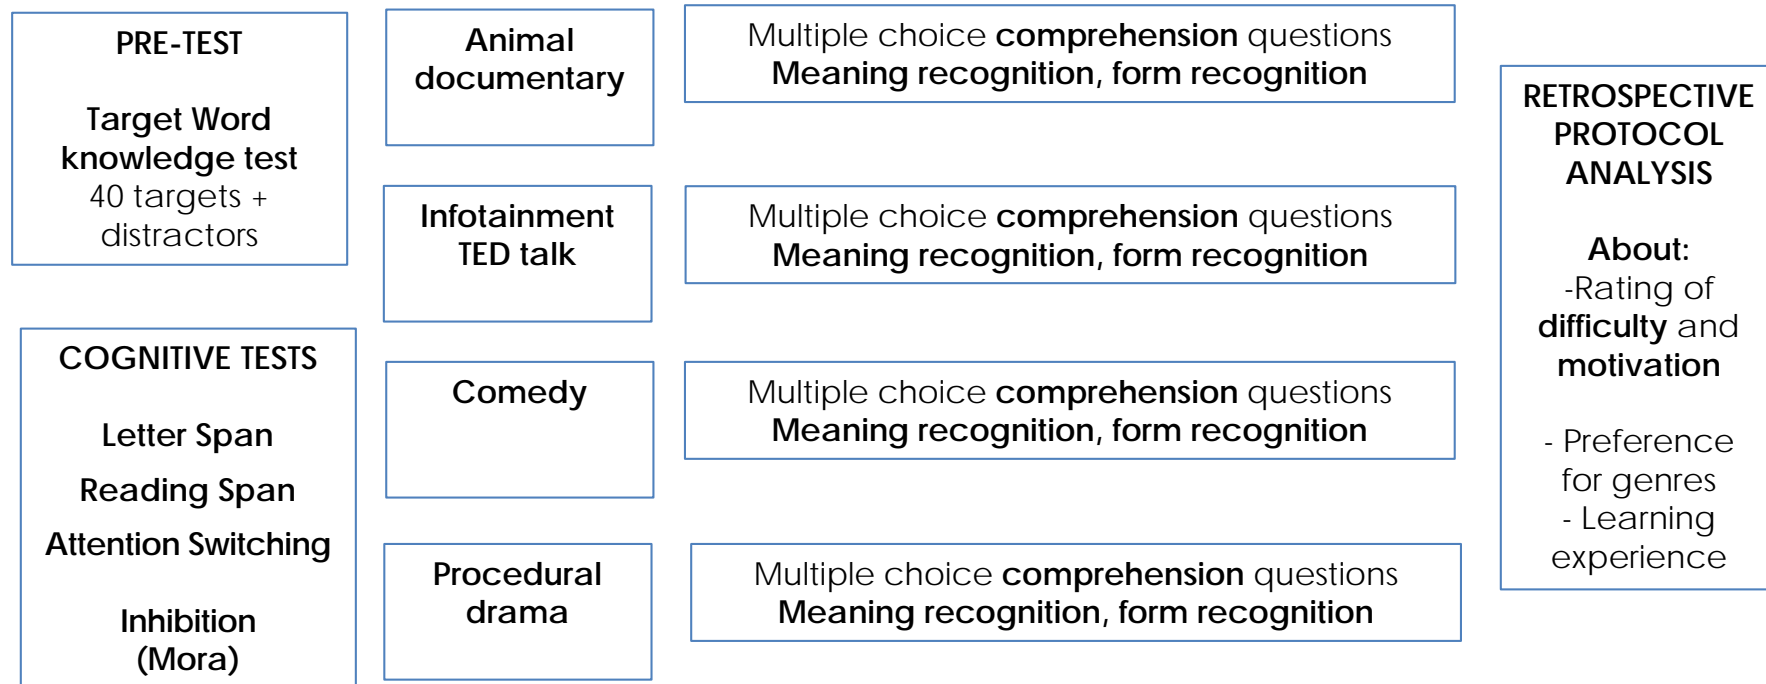 PRE-TEST
Target Word
knowledge test
40 targets +
distractors
COGNITIVE TESTS
Letter Span
Reading Span
Attention Switching
Inhibition
(Mora)
Animal
documentary
Multiple choice comprehension questions
Meaning recognition, form recognition
Infotainment
TED talk
Multiple choice comprehension questions
Meaning recognition, form recognition
Comedy
Multiple choice comprehension questions
Meaning recognition, form recognition
Procedural
drama
Multiple choice comprehension questions
Meaning recognition, form recognition
RETROSPECTIVE
PROTOCOL
ANALYSIS
About:
-Rating of
difficulty and
motivation
- Preference
for genres
- Learning
experience